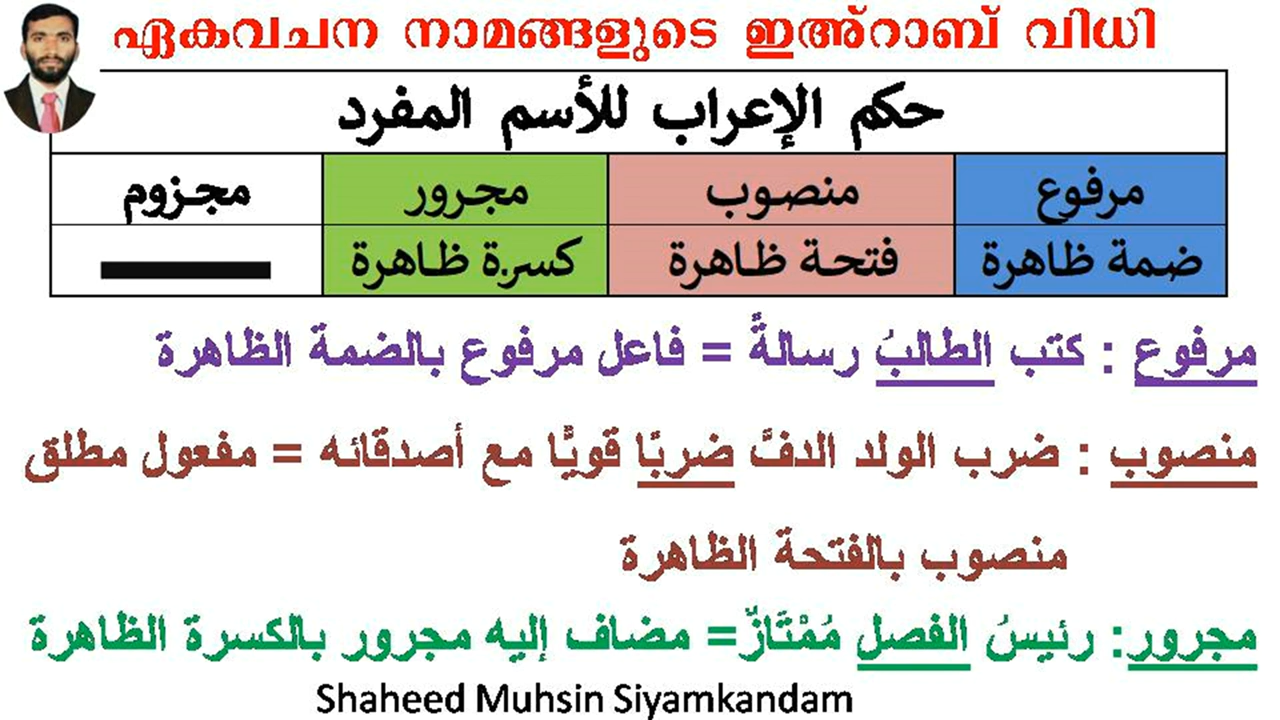 ഏകവചന നാമങ്ങളുടെ ഇഅ്റാബ് വിധി
حكم الإعراب للأسم المفرد
مرفوع منصوب مجرور مجزوم
ضمة ظاهرة فتحة ظاهرة كسرة ظاهرة
مرفوع : كتب الطالبُ رسالةً = فاعل مرفوع بالضمة الظاهرة
منصوب : ضرب الولد الدفَّ ضربًا قويًّا مع أصدقائه = مفعول مطلق
منصوب بالفتحة الظاهرة
مجرور: رئيسُ الفصل مُمْتَازٌ= مضاف إليه مجرور بالكسرة الظاهرة
Shaheed Muhsin Siyamkandam